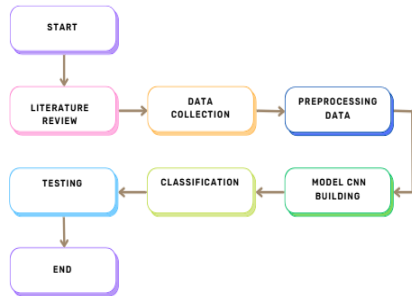 START
LITERATURE
REVIEW
DATA
COLLECTION
PREPROCESSING
DATA
MODEL CNN
BUILDING
CLASSIFICATION
TESTING
END